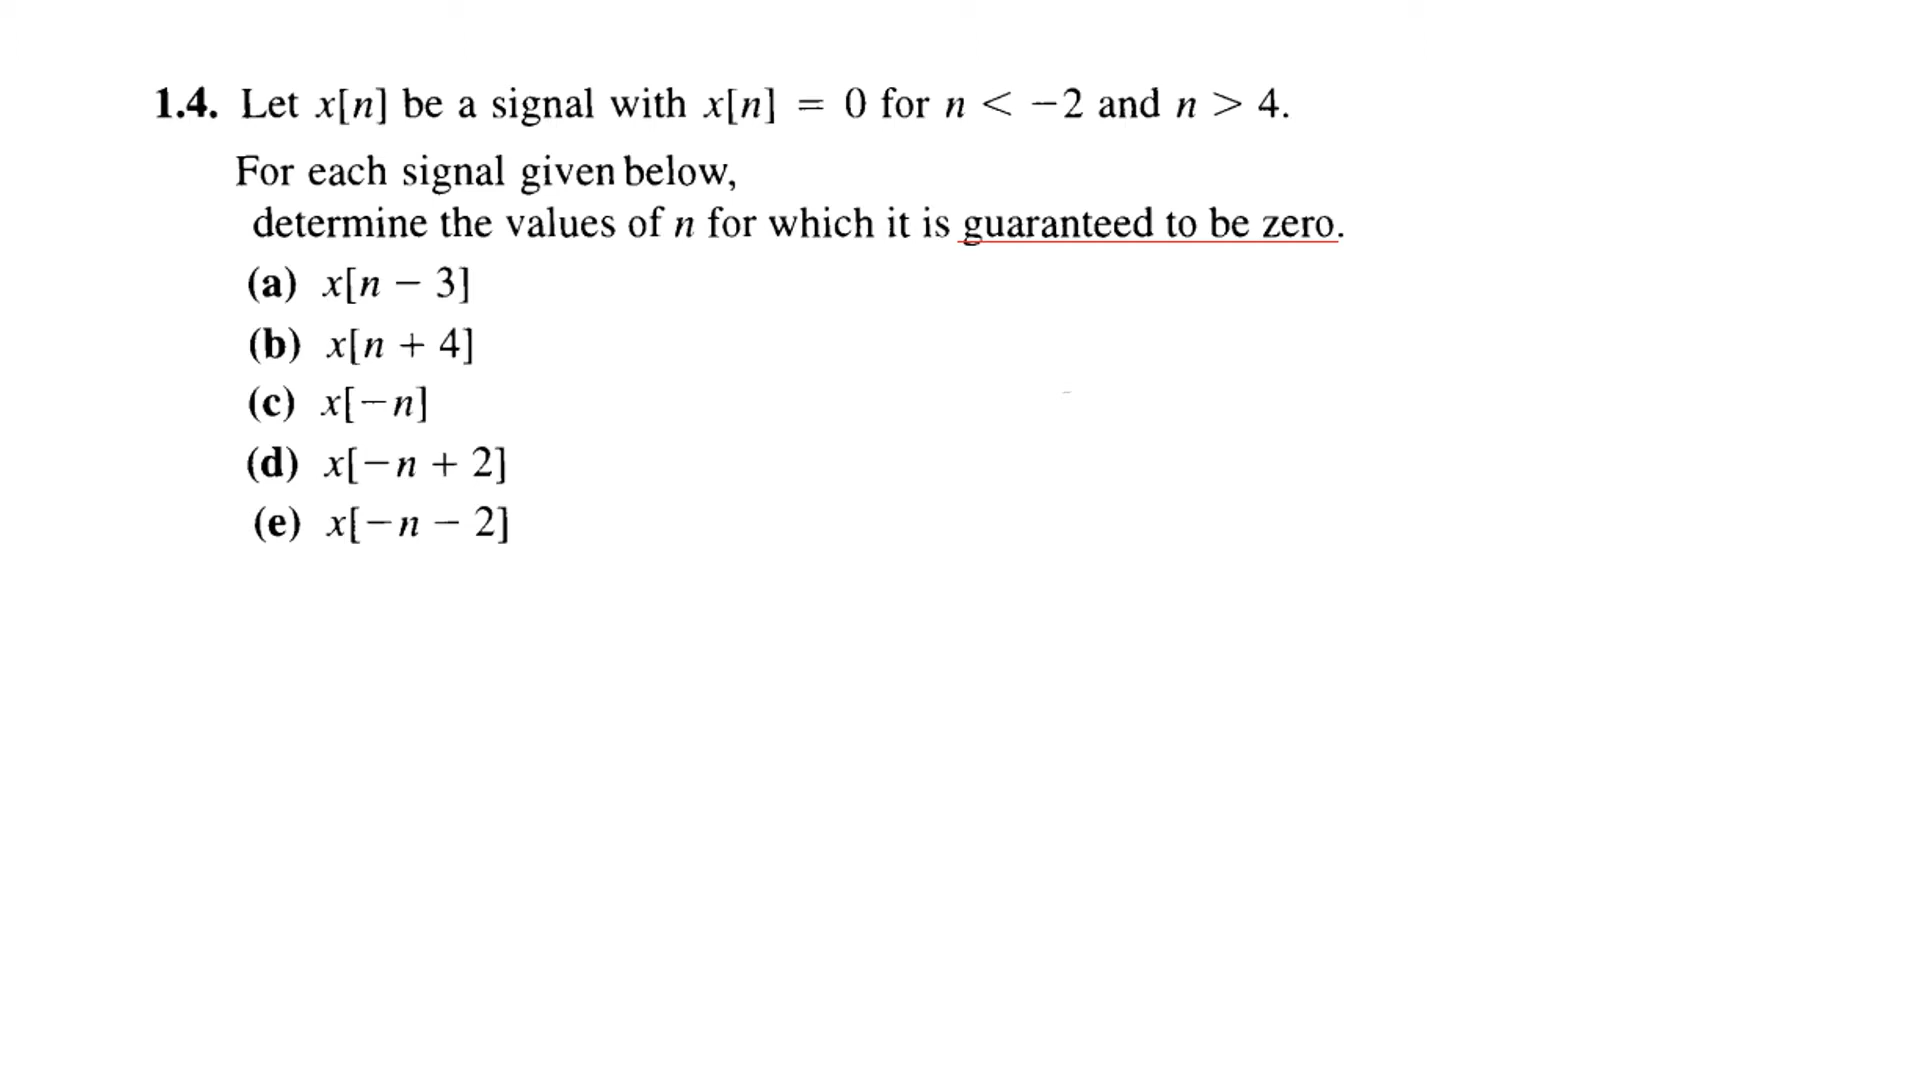 1.4. Let x[n] be a signal with x[n] = 0 for n < −2 and n > 4.
For each signal given below,
determine the values of n for which it is guaranteed to be zero.
(a) x[n − 3]
(b) x[n + 4]
(c) x[−n]
(d) x[−n + 2]
(e) x[−n − 2]